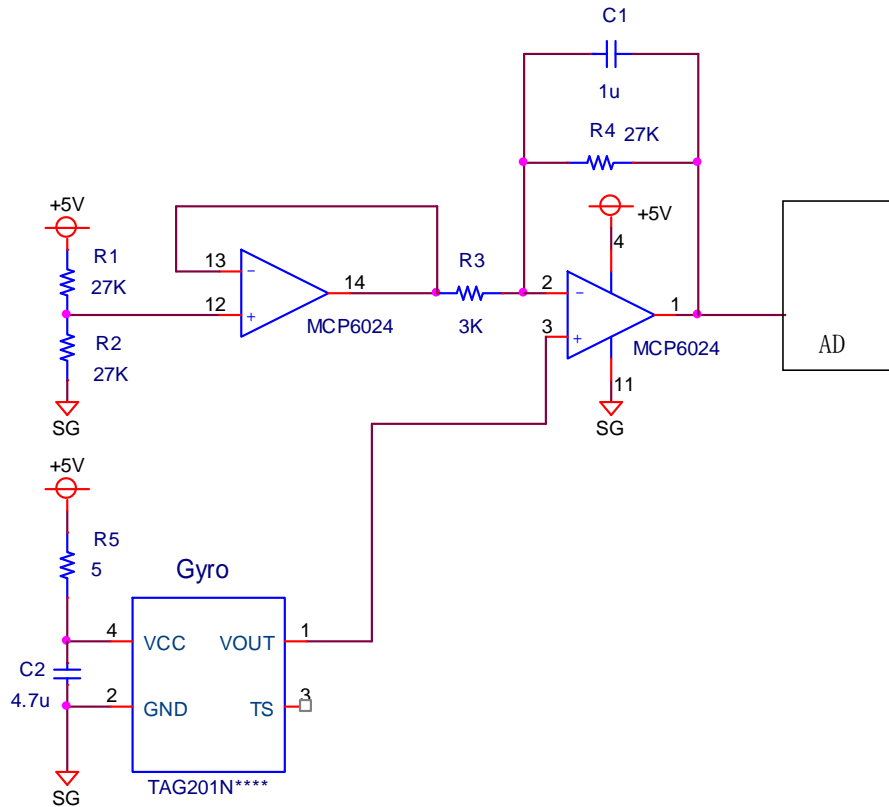 C1
1u
R4 27K
+5V
R1
27K
R2
27K
SG
13
12
14
MCP6024
R3
3K
+5V
4
2
3
1
MCP6024
11
SG
AD
+5V
R5
5
Gyro
4
VCC
VOUT
1
C2
4.7u
2
GND
TS
3
TAG201N****
SG